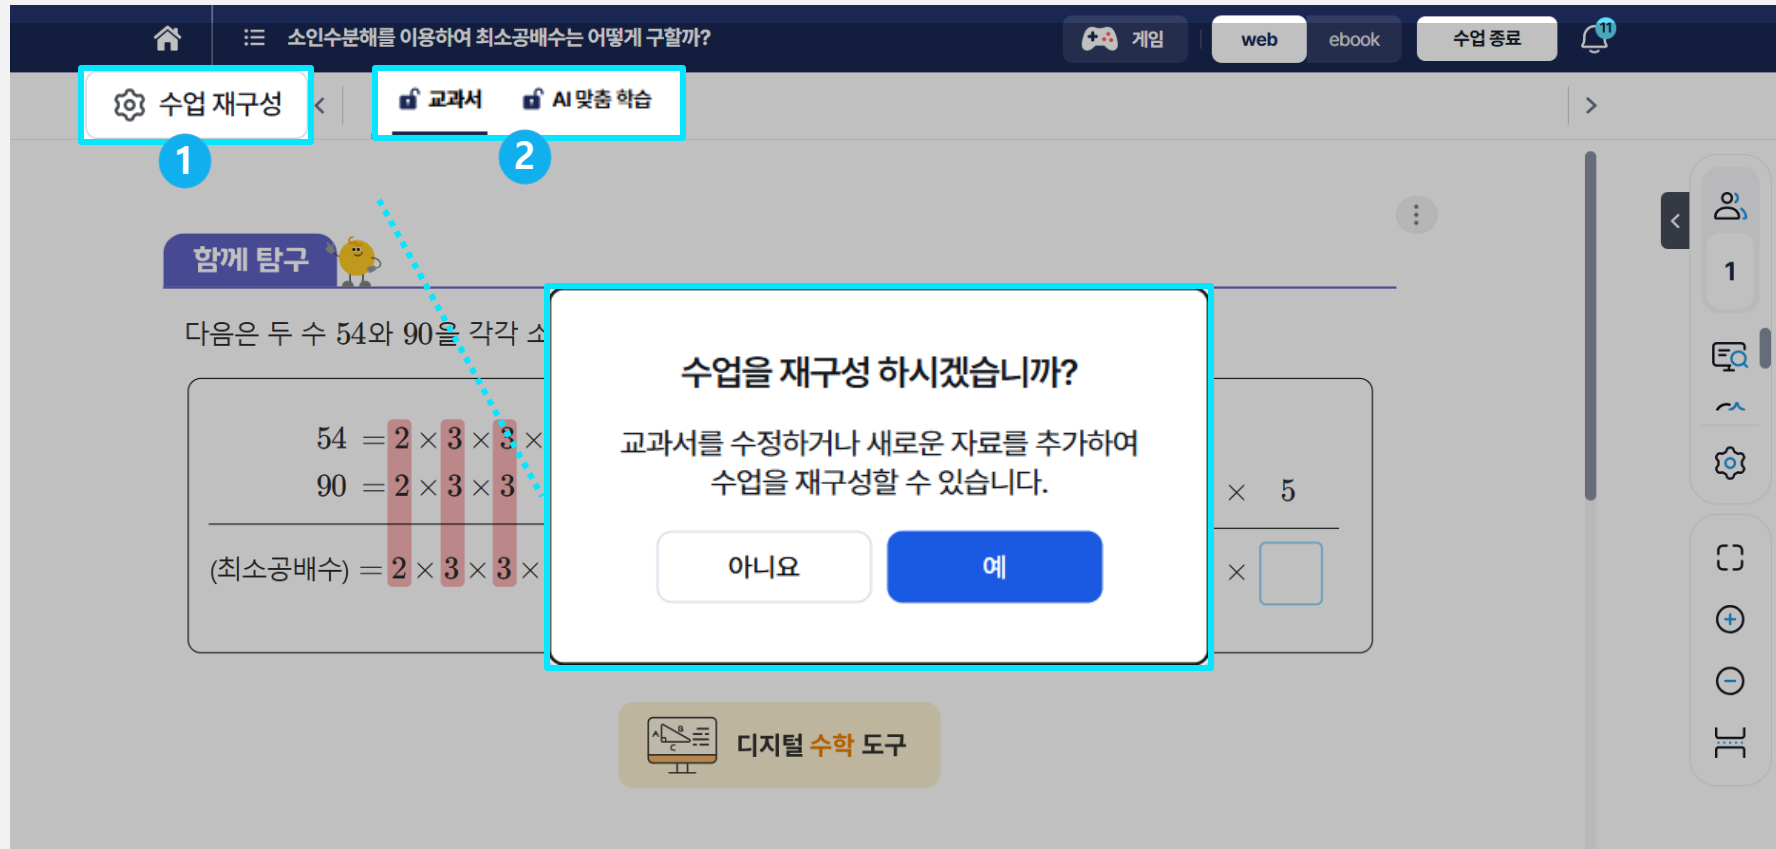 소인수분해를 이용하여 최소공배수는 어떻게 구할까?
게임
web
ebook
수업 종료
11
수업 재구성
교과서
AI 맞춤 학습
1
2
함께 탐구
1
다음은 두 수 54와 90을 각각 소
수업을 재구성 하시겠습니까?
교과서를 수정하거나 새로운 자료를 추가하여
수업을 재구성할 수 있습니다.
아니요
예
54 = 2 × 3 × 3 ×
90 = 2 × 3 × 3
× 5
(최소공배수) = 2 × 3 × 3 ×
×
A B C
디지털 수학 도구